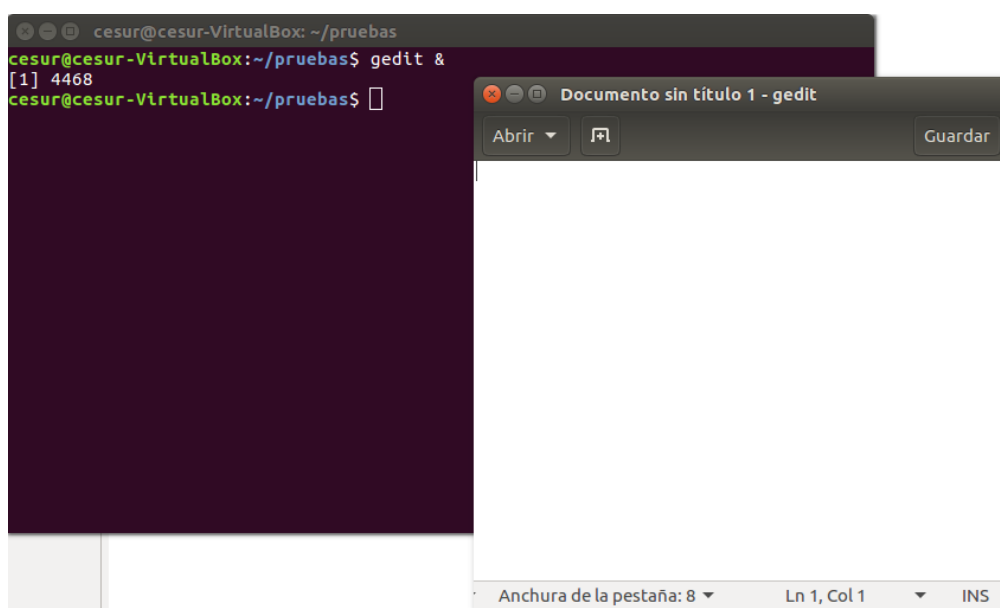 cesur@cesur-VirtualBox: ~/pruebas
cesur@cesur-VirtualBox:~/pruebas$ gedit &
[1] 4468
cesur@cesur-VirtualBox:~/pruebas$
Documento sin título 1 - gedit
Abrir
Guardar
Anchura de la pestaña: 8
Ln 1, Col 1
INS